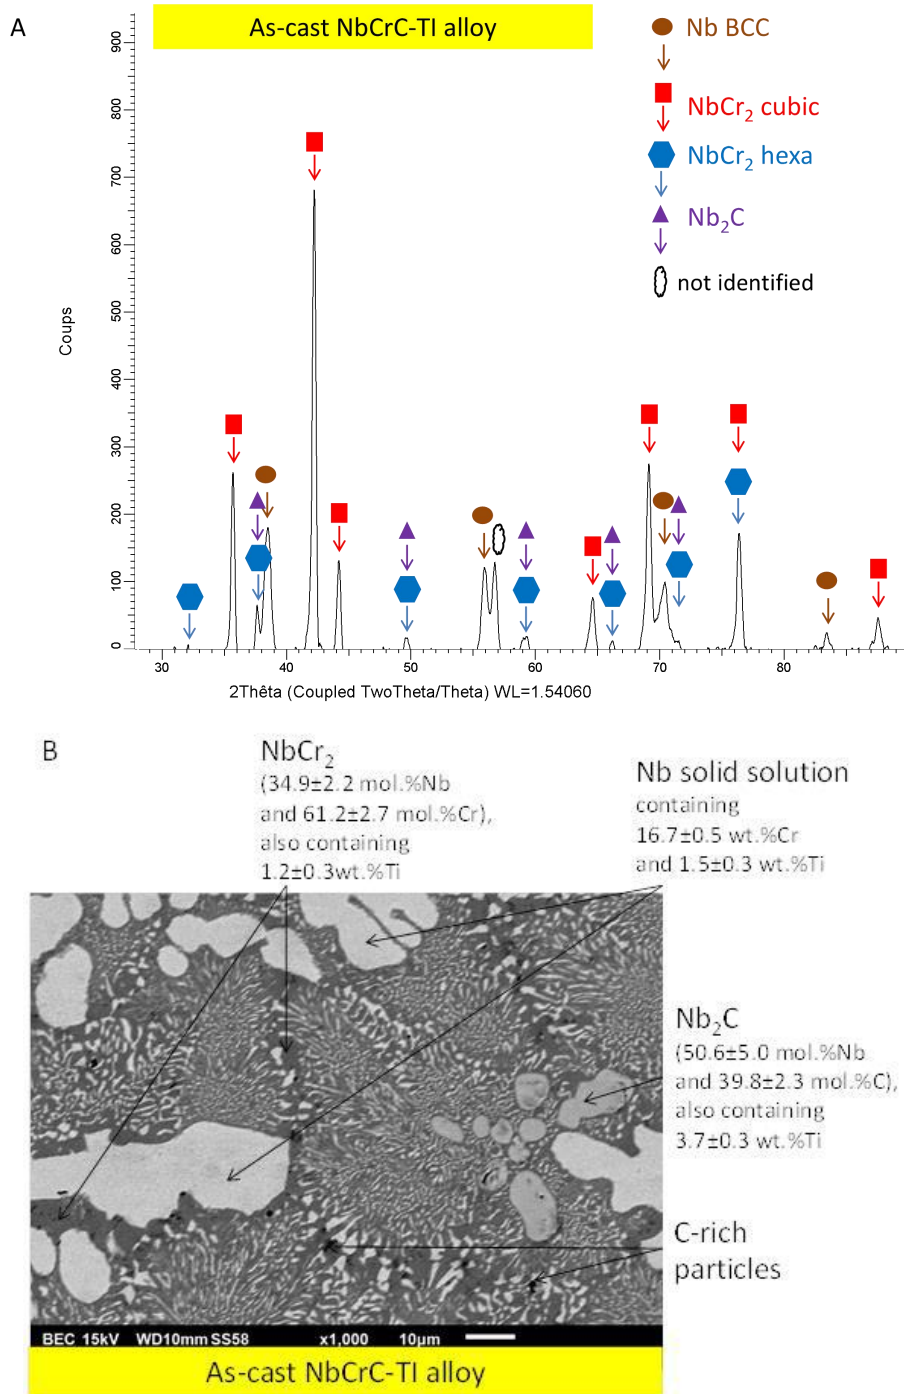 A
As-cast NbCrC-TI alloy
Nb BCC
NbCr₂ cubic
NbCr₂ hexa
Nb₂C
not identified
Coups
900
800
700
600
500
400
300
200
100
0
30 40 50 60 70 80
2Thêta (Coupled TwoTheta/Theta) WL=1.54060
B
NbCr₂
(34.9±2.2 mol.%Nb
and 61.2±2.7 mol.%Cr),
also containing
1.2±0.3wt.%Ti
Nb solid solution
containing
16.7±0.5 wt.%Cr
and 1.5±0.3 wt.%Ti
Nb₂C
(50.6±5.0 mol.%Nb
and 39.8±2.3 mol.%C),
also containing
3.7±0.3 wt.%Ti
C-rich
particles
BEC 15kV WD10mm SS58 x1,000 10µm
As-cast NbCrC-TI alloy